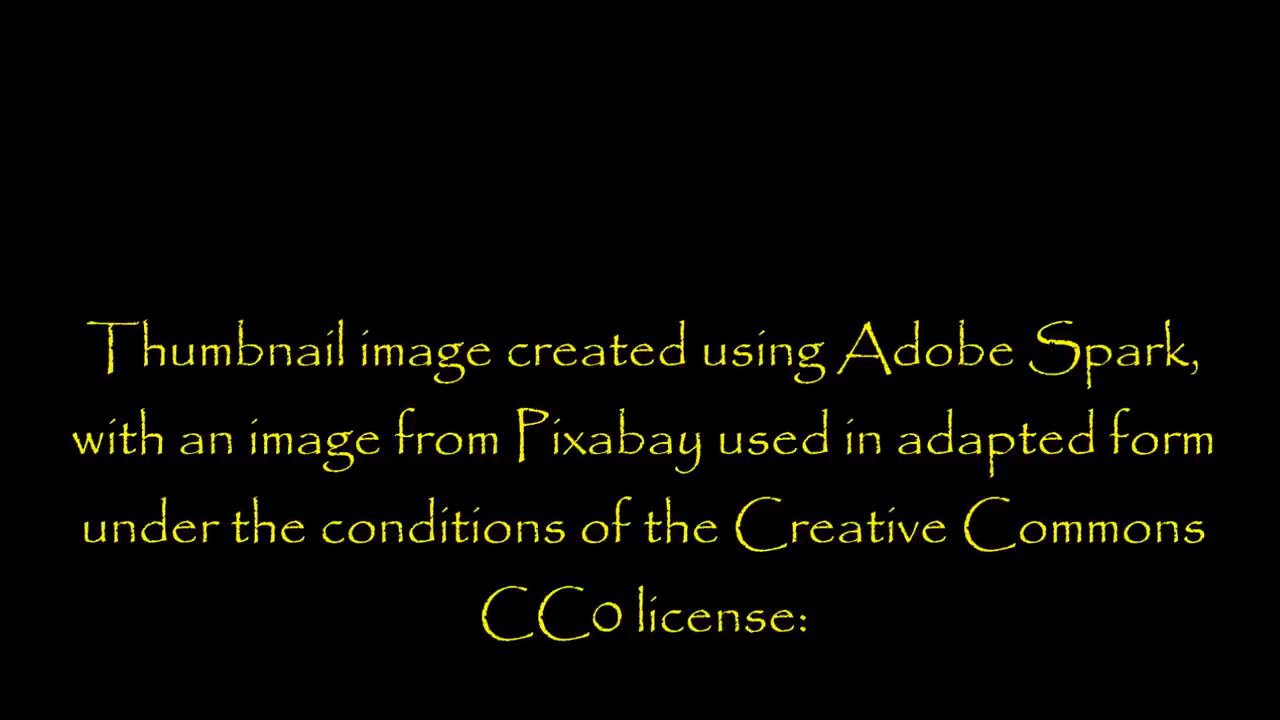 Thumbnail image created using Adobe Spark,
with an image from Pixabay used in adapted form
under the conditions of the Creative Commons
CC0 license: